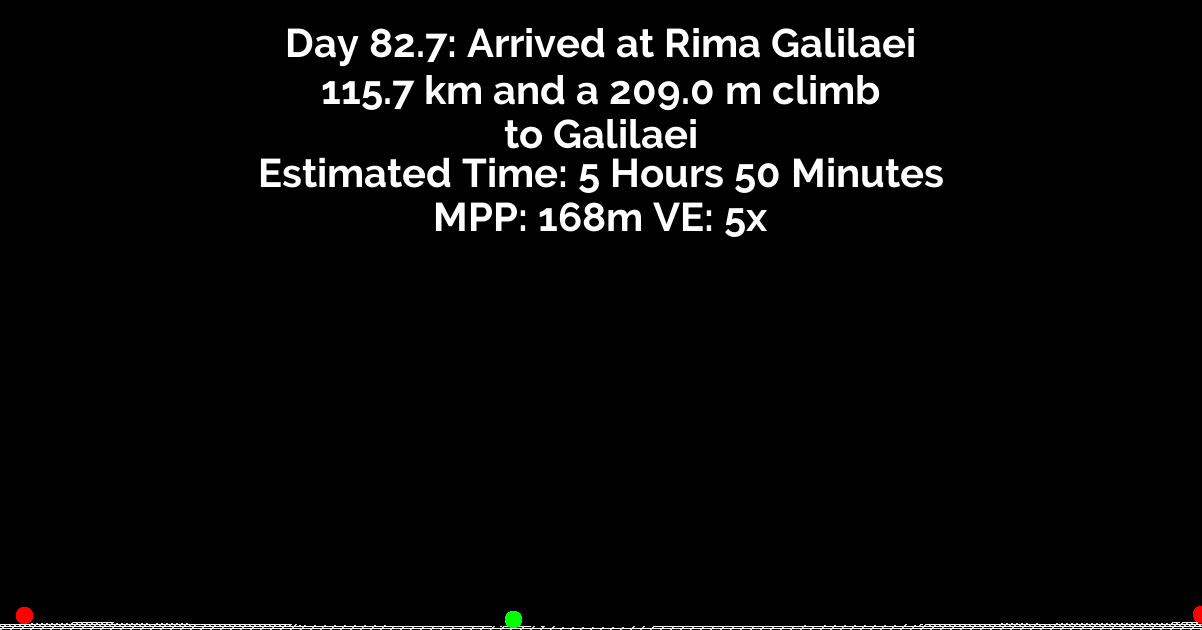 Day 82.7: Arrived at Rima Galilaei
115.7 km and a 209.0 m climb
to Galilaei
Estimated Time: 5 Hours 50 Minutes
MPP: 168m VE: 5x